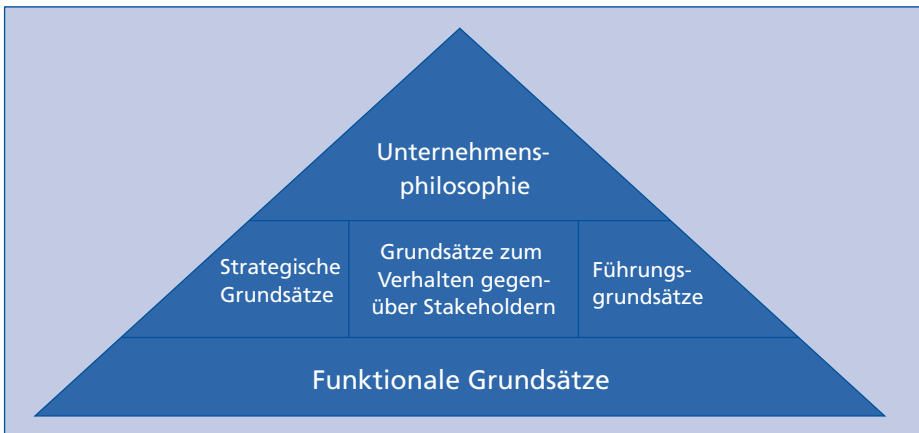 Unternehmens-
philosophie
Strategische
Grundsätze
Grundsätze zum
Verhalten gegen-
über Stakeholdern
Führungs-
grundsätze
Funktionale Grundsätze